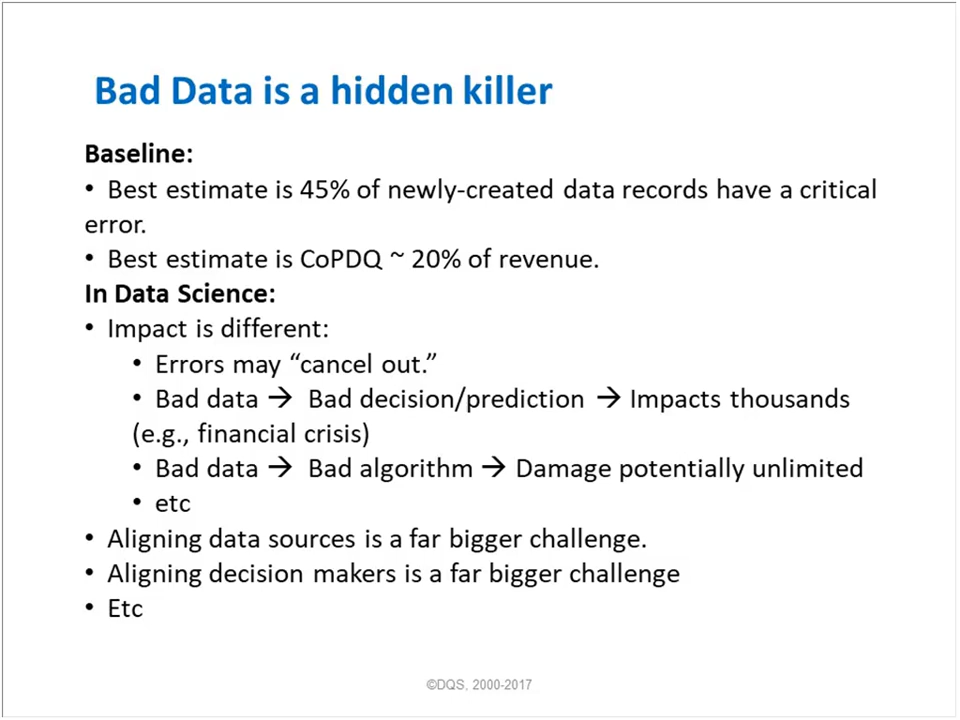 Bad Data is a hidden killer
Baseline:
• Best estimate is 45% of newly-created data records have a critical
error.
• Best estimate is CoPDQ ~ 20% of revenue.
In Data Science:
• Impact is different:
• Errors may “cancel out.”
• Bad data → Bad decision/prediction → Impacts thousands
(e.g., financial crisis)
• Bad data → Bad algorithm → Damage potentially unlimited
• etc
• Aligning data sources is a far bigger challenge.
• Aligning decision makers is a far bigger challenge
• Etc
©DQS, 2000-2017